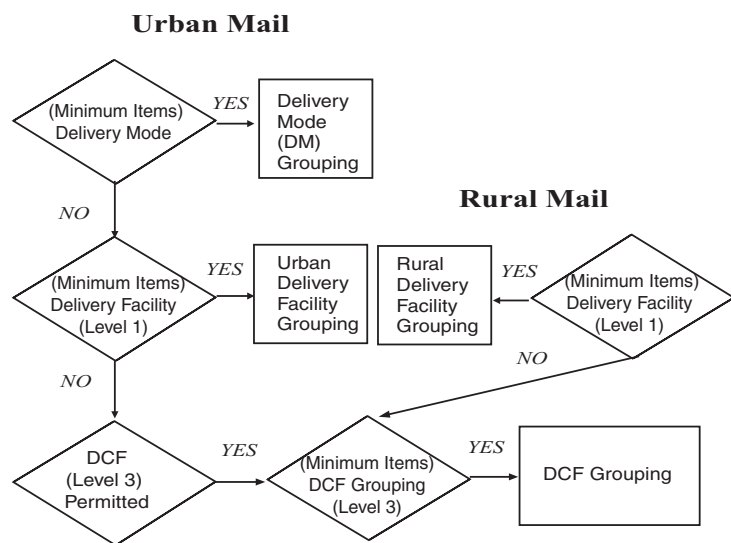 Urban Mail
(Minimum Items)
Delivery Mode
YES
Delivery
Mode
(DM)
Grouping
NO
Rural Mail
(Minimum Items)
Delivery Facility
(Level 1)
YES
Urban
Delivery
Facility
Grouping
Rural
Delivery
Facility
Grouping
YES
(Minimum Items)
Delivery Facility
(Level 1)
NO
NO
DCF
(Level 3)
Permitted
YES
(Minimum Items)
DCF Grouping
(Level 3)
YES
DCF Grouping